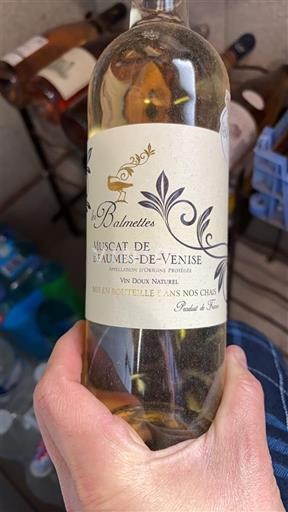 les Balmettes
MUSCAT DE
BEAUMES-DE-VENISE
APPELLATION D'ORIGINE PROTÉGÉE
VIN DOUX NATUREL
MIS EN BOUTEILLE DANS NOS CHAIS
Produit de France